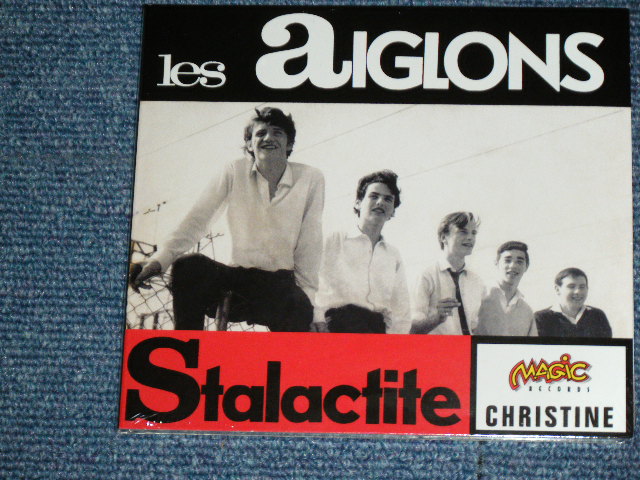 les aiGLONS
Stalactite
MAGIC
RECORDS
CHRISTINE